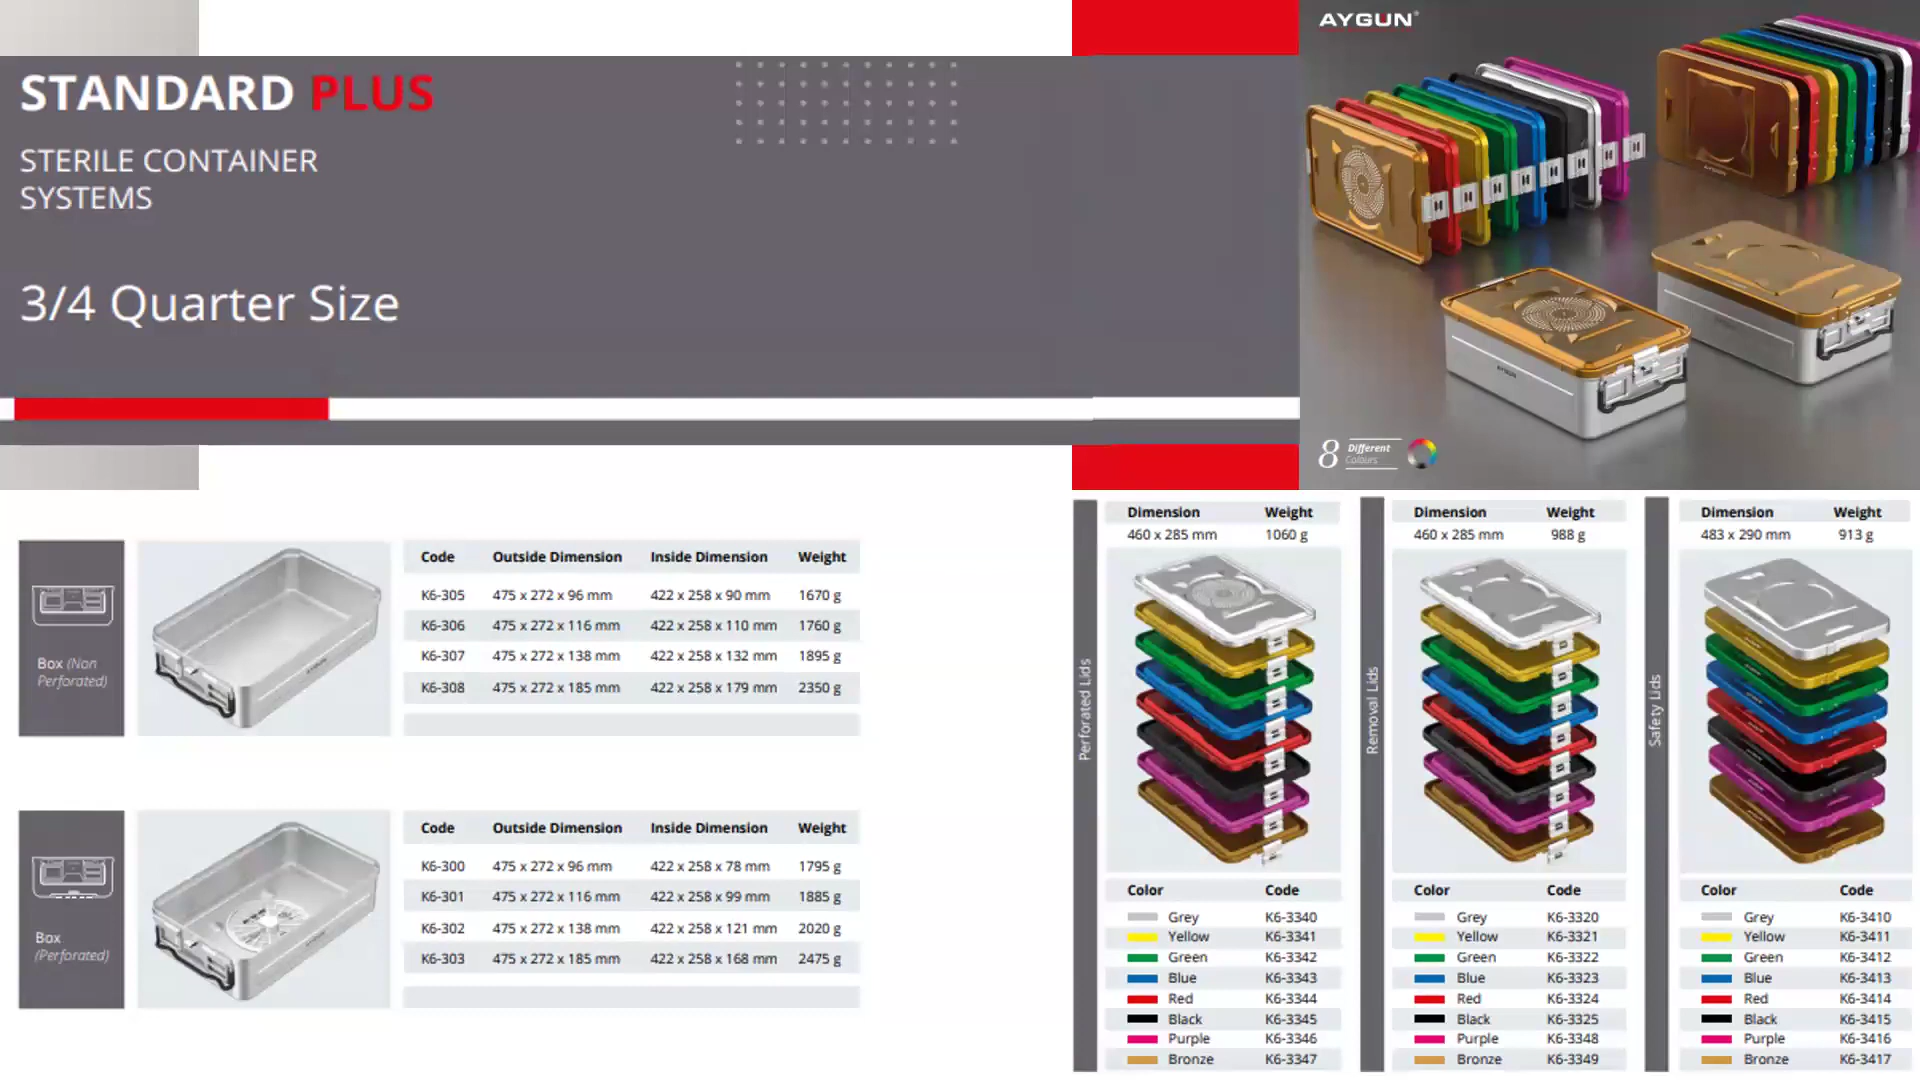 STANDARD PLUS
STERILE CONTAINER
SYSTEMS
3/4 Quarter Size
AYGUN®
8 Different
Colours
Box (Non
Perforated)
Code Outside Dimension Inside Dimension Weight
K6-305 475 x 272 x 96 mm 422 x 258 x 90 mm 1670 g
K6-306 475 x 272 x 116 mm 422 x 258 x 110 mm 1760 g
K6-307 475 x 272 x 138 mm 422 x 258 x 132 mm 1895 g
K6-308 475 x 272 x 185 mm 422 x 258 x 179 mm 2350 g
Box
(Perforated)
Code Outside Dimension Inside Dimension Weight
K6-300 475 x 272 x 96 mm 422 x 258 x 78 mm 1795 g
K6-301 475 x 272 x 116 mm 422 x 258 x 99 mm 1885 g
K6-302 475 x 272 x 138 mm 422 x 258 x 121 mm 2020 g
K6-303 475 x 272 x 185 mm 422 x 258 x 168 mm 2475 g
Perforated Lids
Dimension Weight
460 x 285 mm 1060 g
Color Code
Grey K6-3340
Yellow K6-3341
Green K6-3342
Blue K6-3343
Red K6-3344
Black K6-3345
Purple K6-3346
Bronze K6-3347
Removal Lids
Dimension Weight
460 x 285 mm 988 g
Color Code
Grey K6-3320
Yellow K6-3321
Green K6-3322
Blue K6-3323
Red K6-3324
Black K6-3325
Purple K6-3348
Bronze K6-3349
Safety Lids
Dimension Weight
483 x 290 mm 913 g
Color Code
Grey K6-3410
Yellow K6-3411
Green K6-3412
Blue K6-3413
Red K6-3414
Black K6-3415
Purple K6-3416
Bronze K6-3417